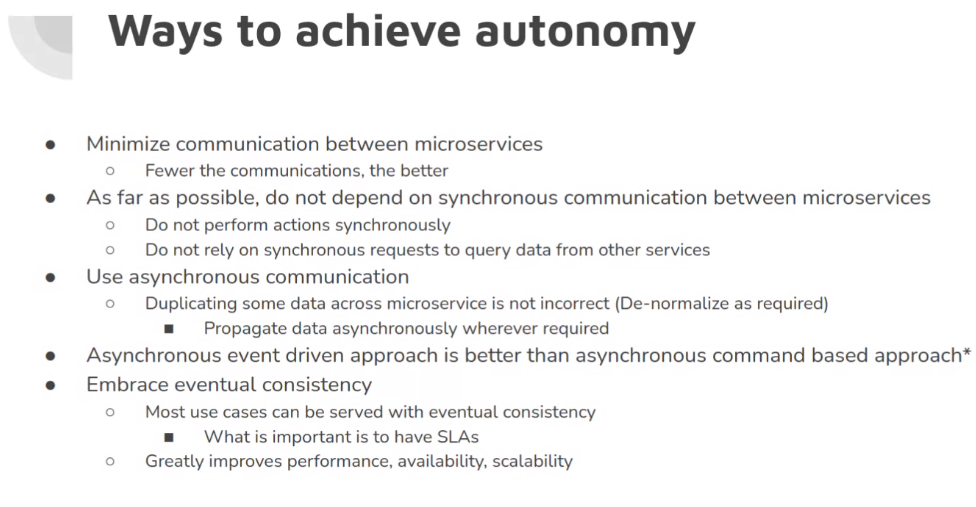 Ways to achieve autonomy
● Minimize communication between microservices
○ Fewer the communications, the better
● As far as possible, do not depend on synchronous communication between microservices
○ Do not perform actions synchronously
○ Do not rely on synchronous requests to query data from other services
● Use asynchronous communication
○ Duplicating some data across microservice is not incorrect (De-normalize as required)
■ Propagate data asynchronously wherever required
● Asynchronous event driven approach is better than asynchronous command based approach*
● Embrace eventual consistency
○ Most use cases can be served with eventual consistency
■ What is important is to have SLAs
○ Greatly improves performance, availability, scalability